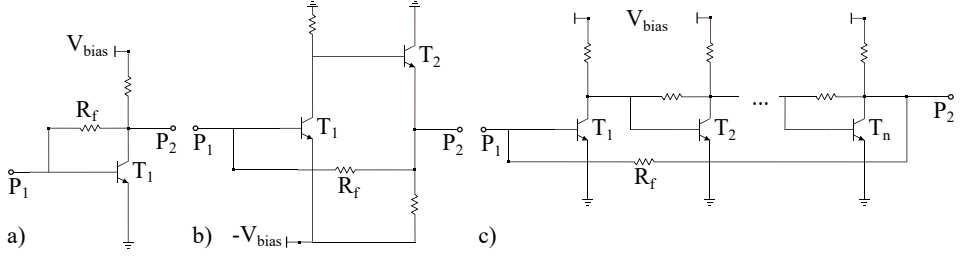 V_bias
R_f
P_1
P_2
T_1
a)
T_2
T_1
P_1
P_2
R_f
-V_bias
b)
V_bias
...
P_2
P_1
T_1
T_2
T_n
R_f
c)